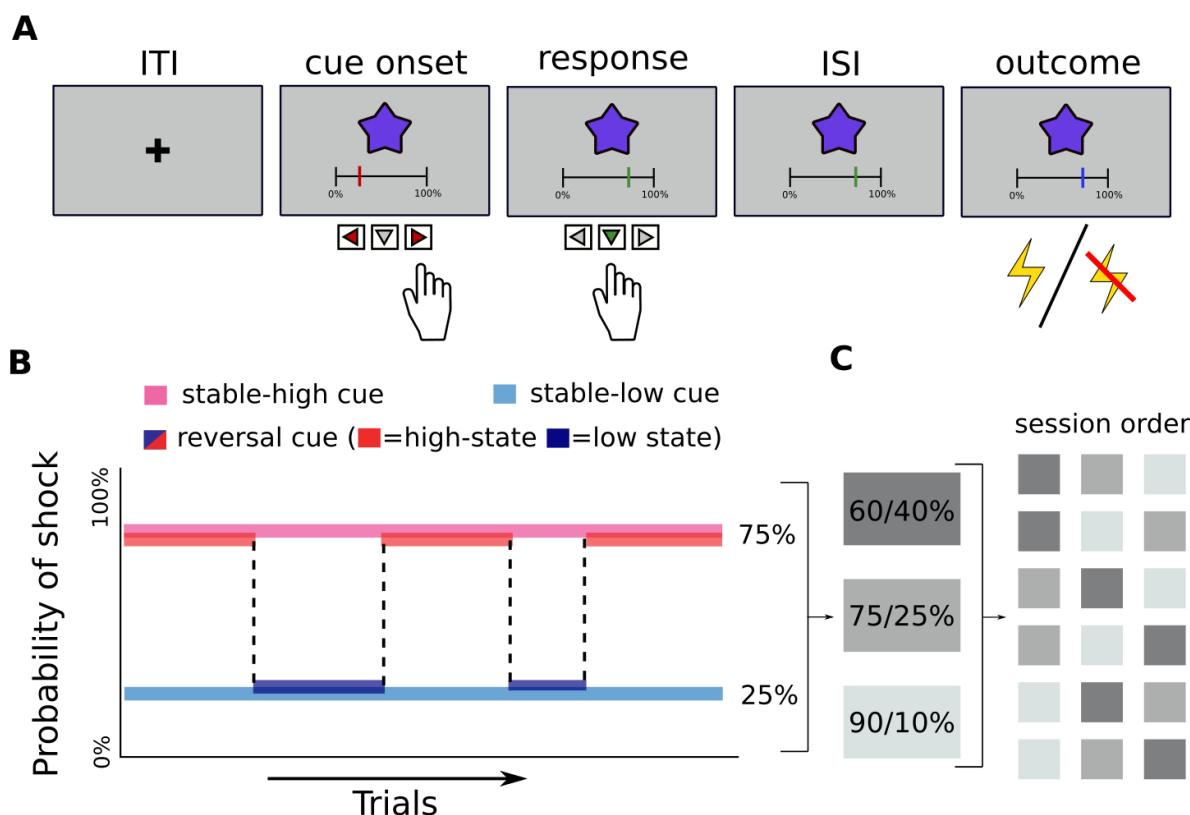 A
ITI
cue onset
response
ISI
outcome
+
0% 100%
0% 100%
0% 100%
0% 100%
B
stable-high cue
stable-low cue
reversal cue (=high-state =low state)
Probability of shock
100%
0%
75%
25%
Trials
C
60/40%
75/25%
90/10%
session order